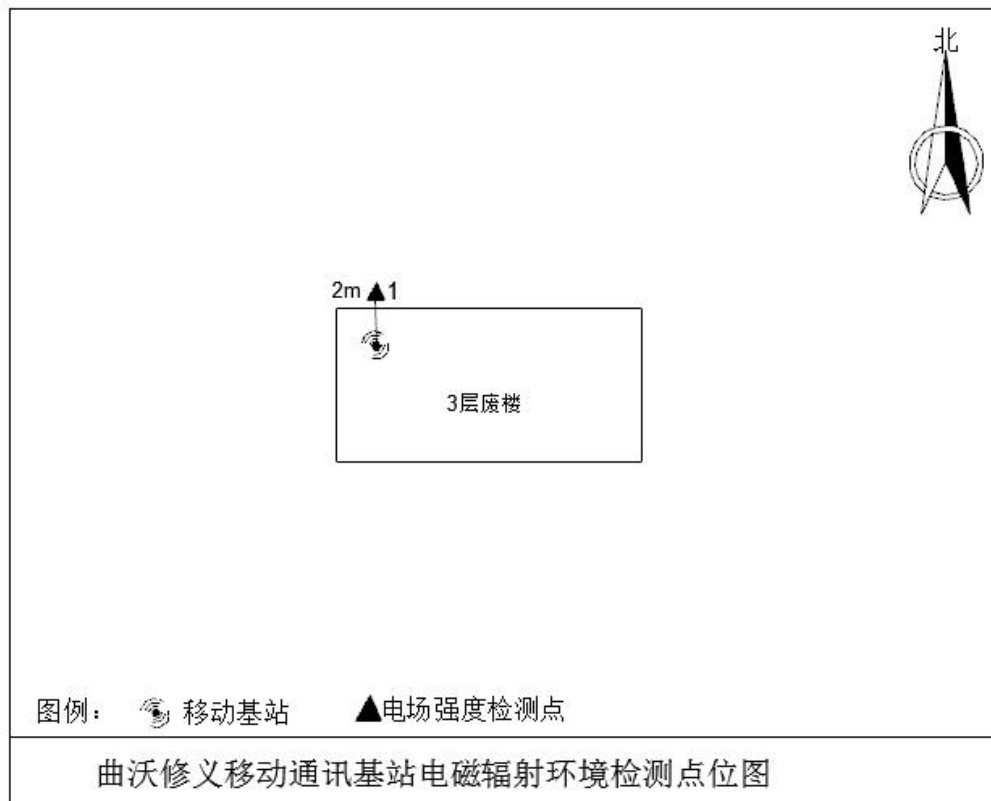 北
2m ▲1
3层废楼
图例： 移动基站 ▲电场强度检测点
曲沃修义移动通讯基站电磁辐射环境检测点位图